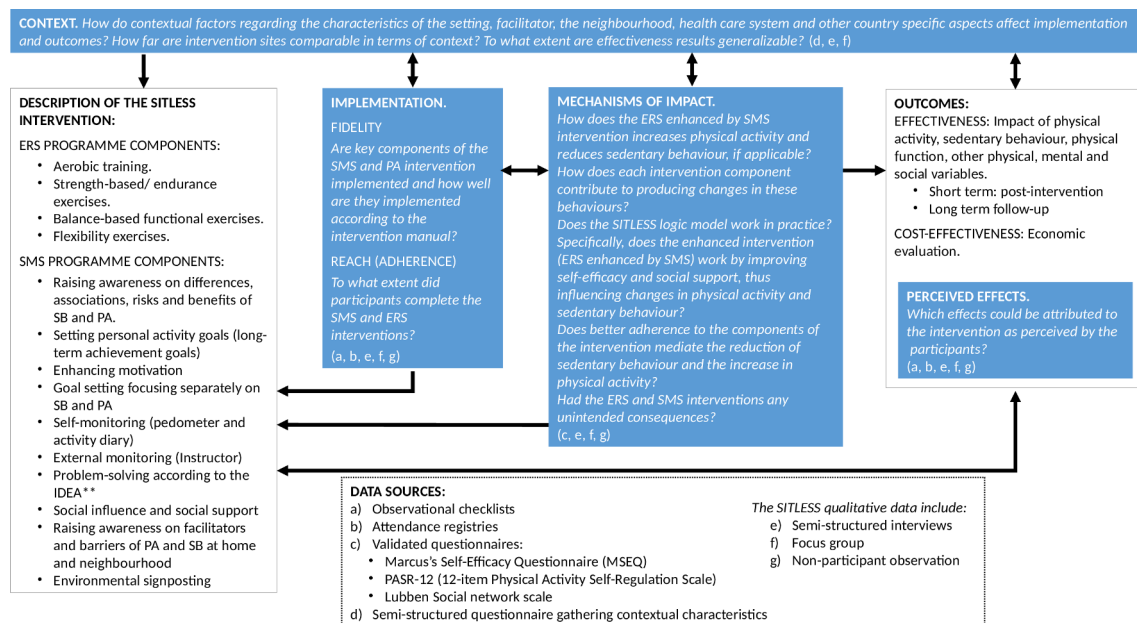 CONTEXT. How do contextual factors regarding the characteristics of the setting, facilitator, the neighbourhood, health care system and other country specific aspects affect implementation
and outcomes? How far are intervention sites comparable in terms of context? To what extent are effectiveness results generalizable? (d, e, f)
DESCRIPTION OF THE SITLESS
INTERVENTION:
ERS PROGRAMME COMPONENTS:
• Aerobic training.
• Strength-based/ endurance
exercises.
• Balance-based functional exercises.
• Flexibility exercises.
SMS PROGRAMME COMPONENTS:
• Raising awareness on differences,
associations, risks and benefits of
SB and PA.
• Setting personal activity goals (long-
term achievement goals)
• Enhancing motivation
• Goal setting focusing separately on
SB and PA
• Self-monitoring (pedometer and
activity diary)
• External monitoring (Instructor)
• Problem-solving according to the
IDEA**
• Social influence and social support
• Raising awareness on facilitators
and barriers of PA and SB at home
and neighbourhood
• Environmental signposting
IMPLEMENTATION.
FIDELITY
Are key components of the
SMS and PA intervention
implemented and how well
are they implemented
according to the
intervention manual?
REACH (ADHERENCE)
To what extent did
participants complete the
SMS and ERS
interventions?
(a, b, e, f, g)
MECHANISMS OF IMPACT.
How does the ERS enhanced by SMS
intervention increases physical activity and
reduces sedentary behaviour, if applicable?
How does each intervention component
contribute to producing changes in these
behaviours?
Does the SITLESS logic model work in practice?
Specifically, does the enhanced intervention
(ERS enhanced by SMS) work by improving
self-efficacy and social support, thus
influencing changes in physical activity and
sedentary behaviour?
Does better adherence to the components of
the intervention mediate the reduction of
sedentary behaviour and the increase in
physical activity?
Had the ERS and SMS interventions any
unintended consequences?
(c, e, f, g)
OUTCOMES:
EFFECTIVENESS: Impact of physical
activity, sedentary behaviour, physical
function, other physical, mental and
social variables.
• Short term: post-intervention
• Long term follow-up
COST-EFFECTIVENESS: Economic
evaluation.
PERCEIVED EFFECTS.
Which effects could be attributed
to the intervention as perceived by the
participants?
(a, b, e, f, g)
DATA SOURCES:
a) Observational checklists
b) Attendance registries
c) Validated questionnaires:
• Marcus's Self-Efficacy Questionnaire (MSEQ)
• PASR-12 (12-item Physical Activity Self-Regulation Scale)
• Lubben Social network scale
d) Semi-structured questionnaire gathering contextual characteristics
The SITLESS qualitative data include:
e) Semi-structured interviews
f) Focus group
g) Non-participant observation